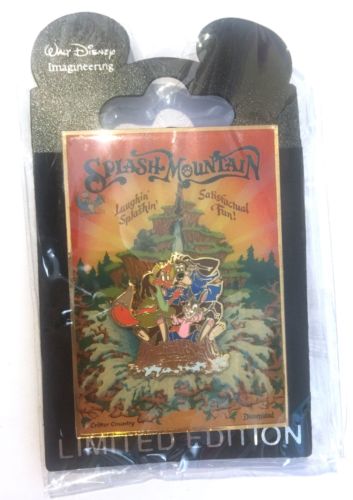 WALT DISNEY
Imagineering
SPLASH MOUNTAIN
Laughin' Splashin'
Satisfactual Fun!
Critter Country
Disneyland
LIMITED EDITION